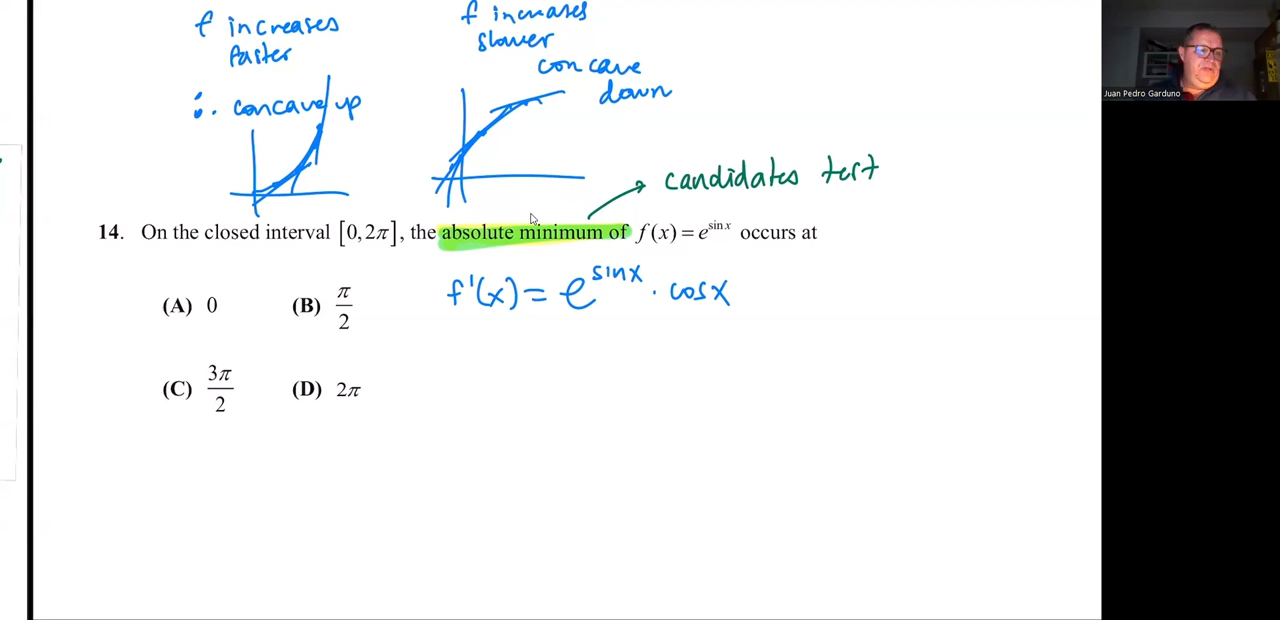 f increases
faster
∴ concave up
f increases
slower
concave
down
Juan Pedro Garduno
candidates test
14. On the closed interval [0, 2π], the absolute minimum of f(x) = e^{sin x} occurs at
f'(x) = e^{sin x} · cos x
(A) 0 (B) π/2
(C) 3π/2 (D) 2π